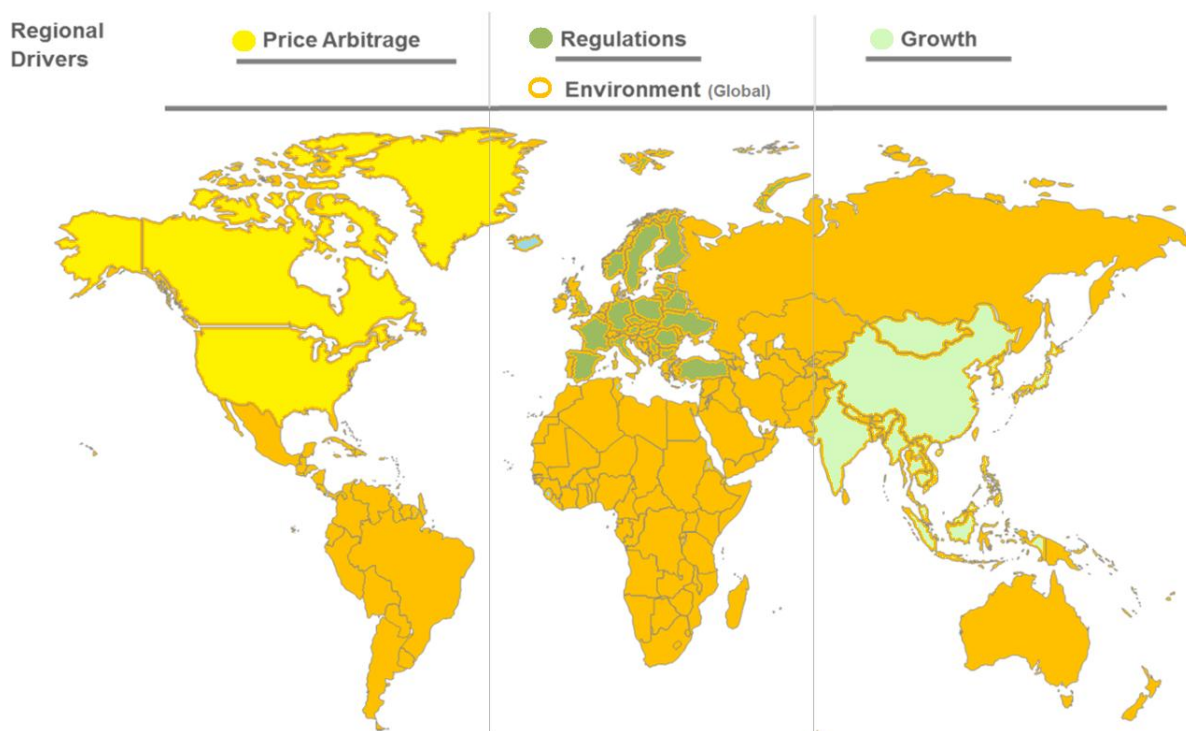 Regional
Drivers
Price Arbitrage
Regulations
Growth
Environment (Global)